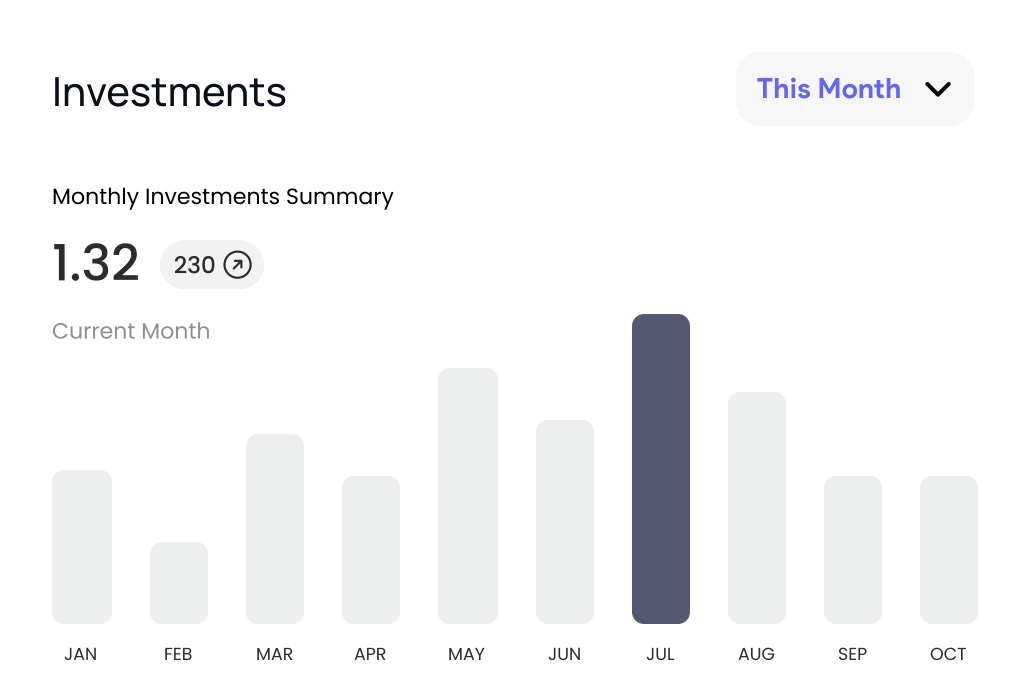 Investments
This Month
Monthly Investments Summary
1.32 230
Current Month
JAN FEB MAR APR MAY JUN JUL AUG SEP OCT